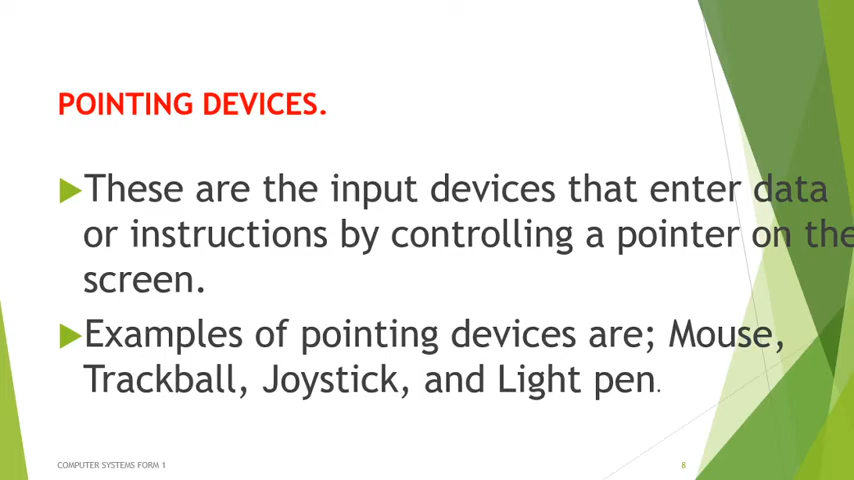 POINTING DEVICES.
These are the input devices that enter data
or instructions by controlling a pointer on the
screen.
Examples of pointing devices are; Mouse,
Trackball, Joystick, and Light pen.
COMPUTER SYSTEMS FORM 1
8